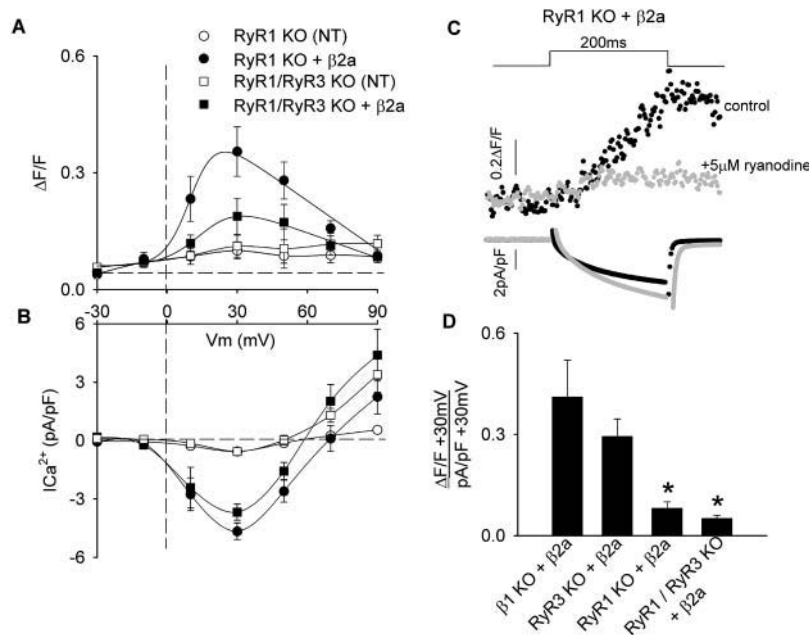 A
0.6
0.3
0.0
ΔF/F
○ RyR1 KO (NT)
● RyR1 KO + β2a
□ RyR1/RyR3 KO (NT)
■ RyR1/RyR3 KO + β2a
-30 0 30 60 90
Vm (mV)
B
6
3
0
-3
-6
ICa²⁺ (pA/pF)
C
RyR1 KO + β2a
200ms
control
0.2ΔF/F
+5μM ryanodine
2pA/pF
D
0.6
0.3
0.0
ΔF/F +30mV
pA/pF +30mV
* *
β1 KO + β2a
RyR3 KO + β2a
RyR1 KO + β2a
RyR1 / RyR3 KO
+ β2a